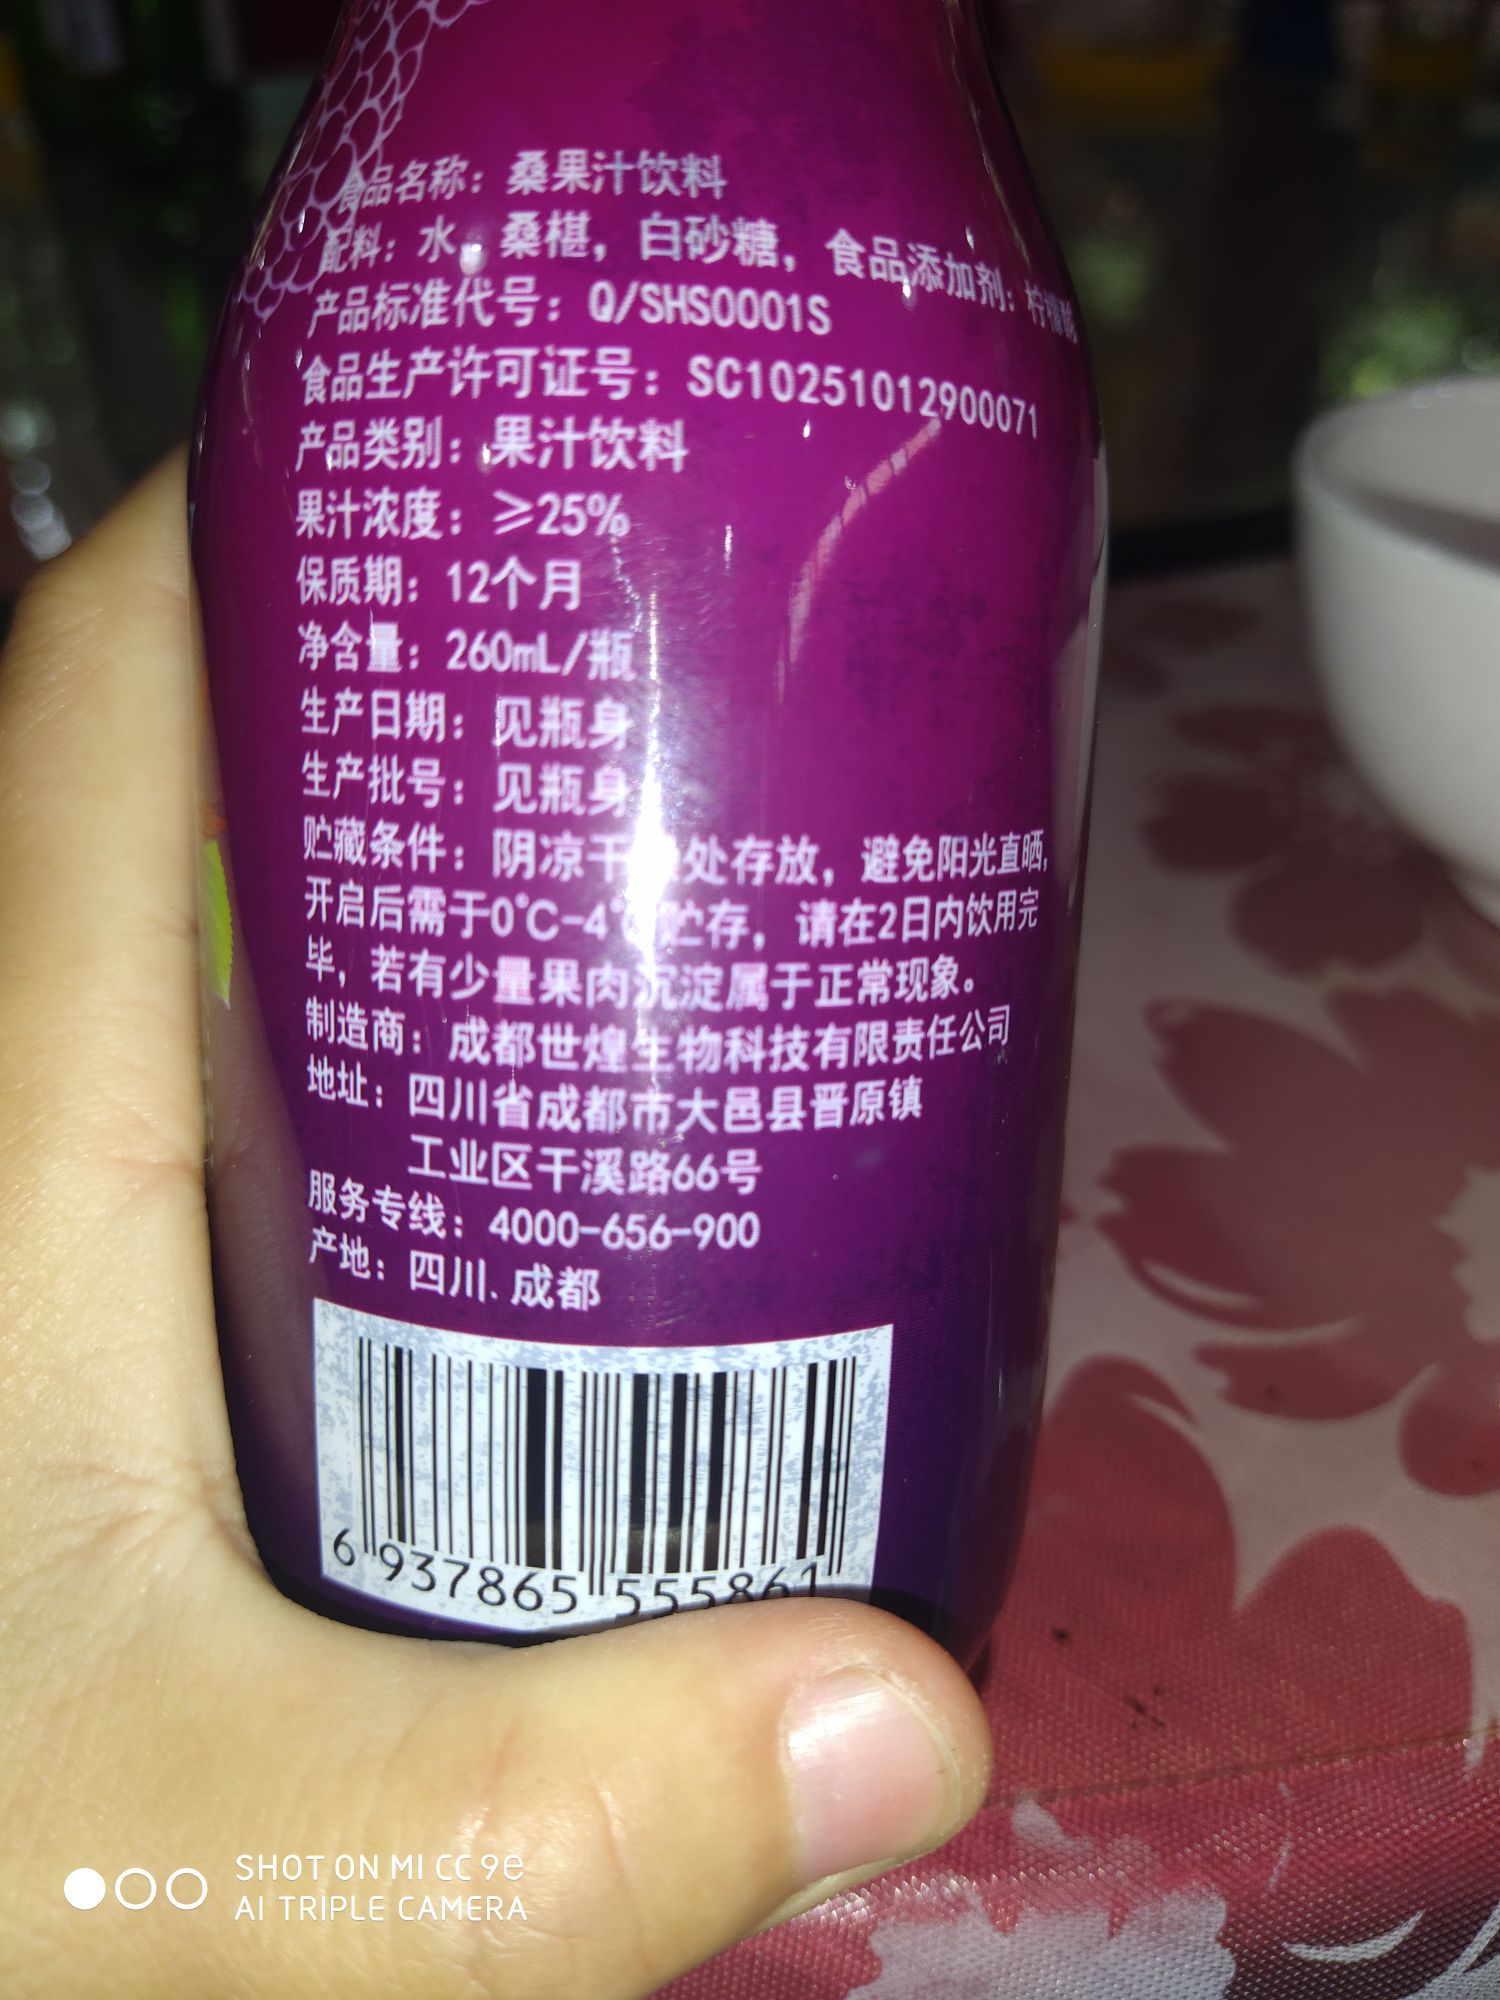 食品名称：桑果汁饮料
配料：水，桑椹，白砂糖，食品添加剂：柠檬酸
产品标准代号：Q/SHS0001S
食品生产许可证号：SC10251012900071
产品类别：果汁饮料
果汁浓度：≥25%
保质期：12个月
净含量：260mL/瓶
生产日期：见瓶身
生产批号：见瓶身
贮藏条件：阴凉干处存放，避免阳光直晒，
开启后需于0℃-4贮存，请在2日内饮用完
毕，若有少量果肉沉淀属于正常现象。
制造商：成都世煌生物科技有限责任公司
地址：四川省成都市大邑县晋原镇
工业区干溪路66号
服务专线：4000-656-900
产地：四川.成都
6 937865 555861
SHOT ON MI CC 9e
AI TRIPLE CAMERA